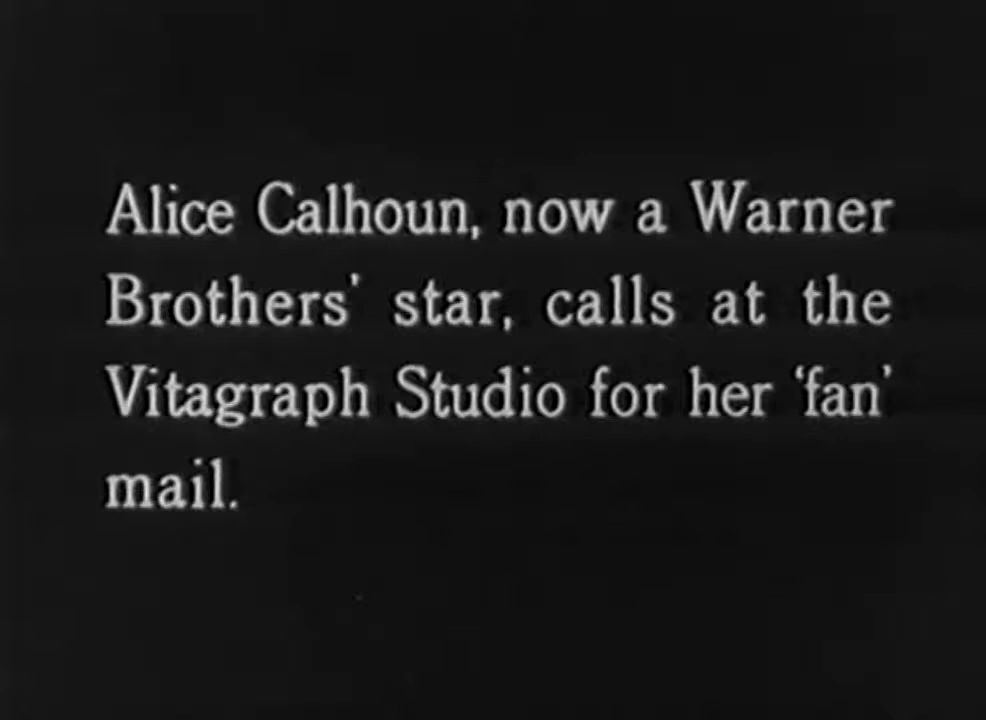 Alice Calhoun, now a Warner
Brothers' star, calls at the
Vitagraph Studio for her ‘fan’
mail.